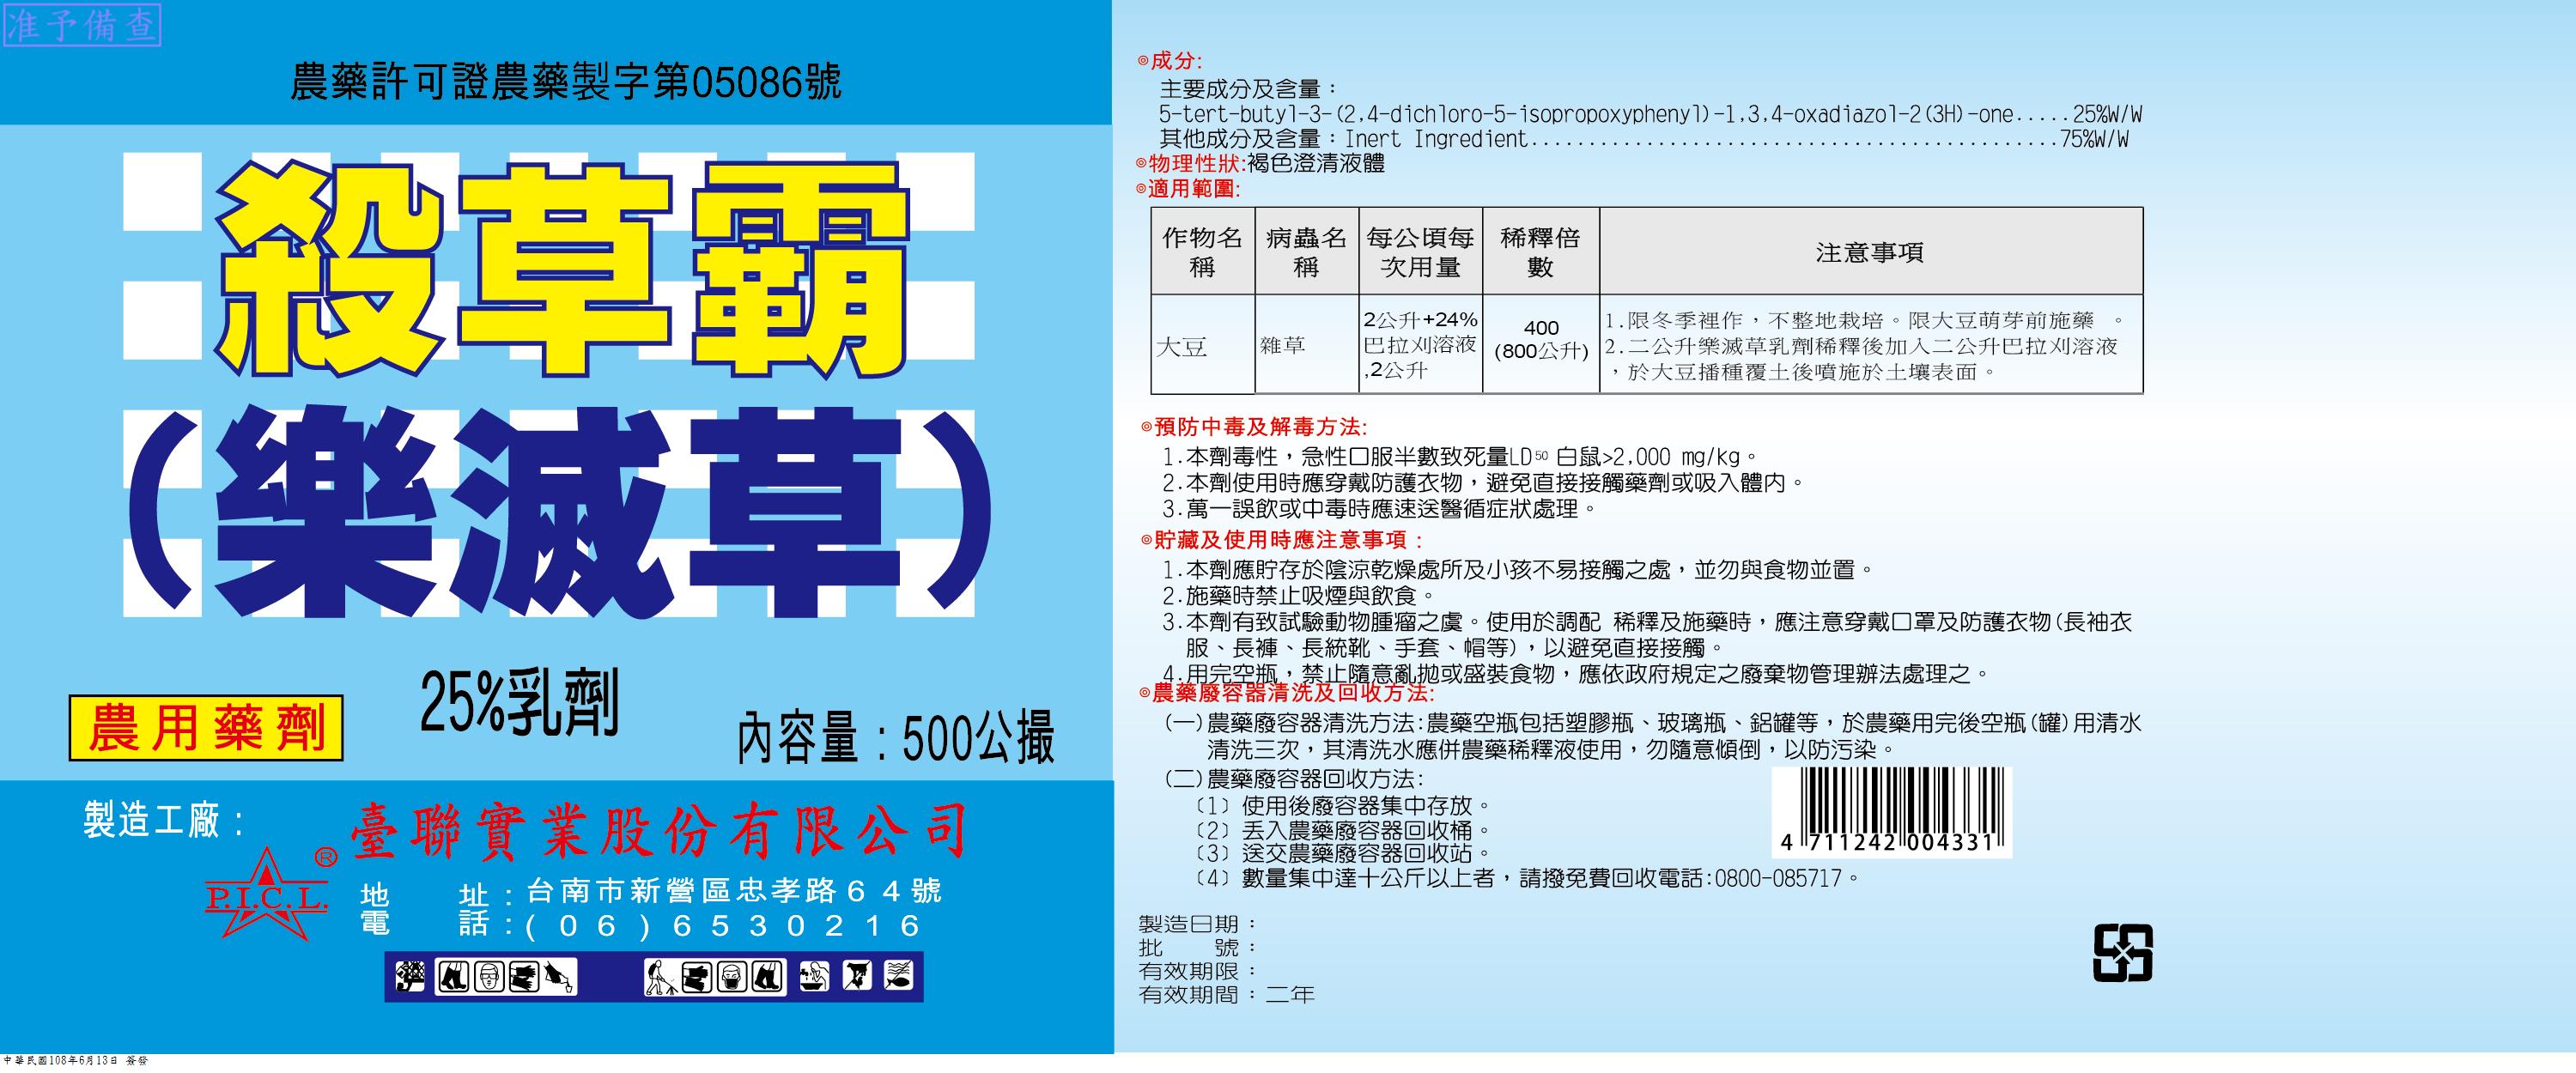 准予備查
農藥許可證農藥製字第05086號
殺草霸
(樂滅草)
25%乳劑
農用藥劑
內容量：500公撮
製造工廠：
臺聯實業股份有限公司
P.I.C.L. ®
地 址：台南市新營區忠孝路64號
電 話：(06)6530216
中華民國108年6月13日 簽發
◎成分:
主要成分及含量：
5-tert-butyl-3-(2,4-dichloro-5-isopropoxyphenyl)-1,3,4-oxadiazol-2(3H)-one.....25%W/W
其他成分及含量：Inert Ingredient..............................................75%W/W
◎物理性狀:褐色澄清液體
◎適用範圍:
作物名稱 病蟲名稱 每公頃每次用量 稀釋倍數 注意事項
大豆 雜草
2公升+24%
巴拉刈溶液
,2公升
400
(800公升)
1.限冬季裡作，不整地栽培。限大豆萌芽前施藥 。
2.二公升樂滅草乳劑稀釋後加入二公升巴拉刈溶液
，於大豆播種覆土後噴施於土壤表面。
◎預防中毒及解毒方法:
1.本劑毒性，急性口服半數致死量LD50 白鼠>2,000 mg/kg。
2.本劑使用時應穿戴防護衣物，避免直接接觸藥劑或吸入體內。
3.萬一誤飲或中毒時應速送醫循症狀處理。
◎貯藏及使用時應注意事項：
1.本劑應貯存於陰涼乾燥處所及小孩不易接觸之處，並勿與食物並置。
2.施藥時禁止吸煙與飲食。
3.本劑有致試驗動物腫瘤之虞。使用於調配 稀釋及施藥時，應注意穿戴口罩及防護衣物(長袖衣
服、長褲、長統靴、手套、帽等)，以避免直接接觸。
4.用完空瓶，禁止隨意亂拋或盛裝食物，應依政府規定之廢棄物管理辦法處理之。
◎農藥廢容器清洗及回收方法:
(一)農藥廢容器清洗方法:農藥空瓶包括塑膠瓶、玻璃瓶、鋁罐等，於農藥用完後空瓶(罐)用清水
清洗三次，其清洗水應併農藥稀釋液使用，勿隨意傾倒，以防污染。
(二)農藥廢容器回收方法:
(1) 使用後廢容器集中存放。
(2) 丟入農藥廢容器回收桶。
(3) 送交農藥廢容器回收站。
(4) 數量集中達十公斤以上者，請撥免費回收電話:0800-085717。
4 711242 004331
製造日期：
批 號：
有效期限：
有效期間：二年